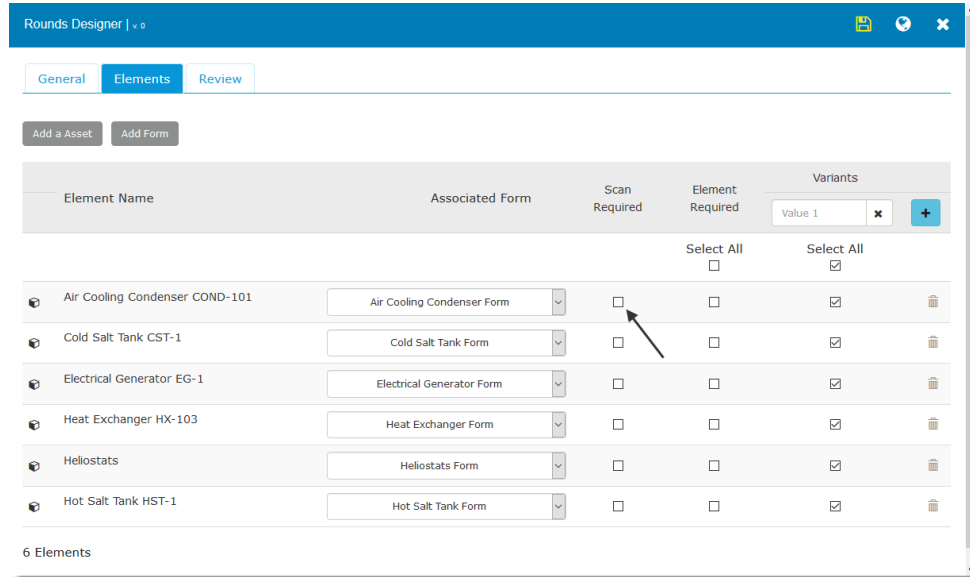 Rounds Designer | v. 0
General Elements Review
Add a Asset Add Form
Element Name Associated Form Scan Required Element Required Variants
Value 1
Select All Select All
Air Cooling Condenser COND-101 Air Cooling Condenser Form
Cold Salt Tank CST-1 Cold Salt Tank Form
Electrical Generator EG-1 Electrical Generator Form
Heat Exchanger HX-103 Heat Exchanger Form
Heliostats Heliostats Form
Hot Salt Tank HST-1 Hot Salt Tank Form
6 Elements